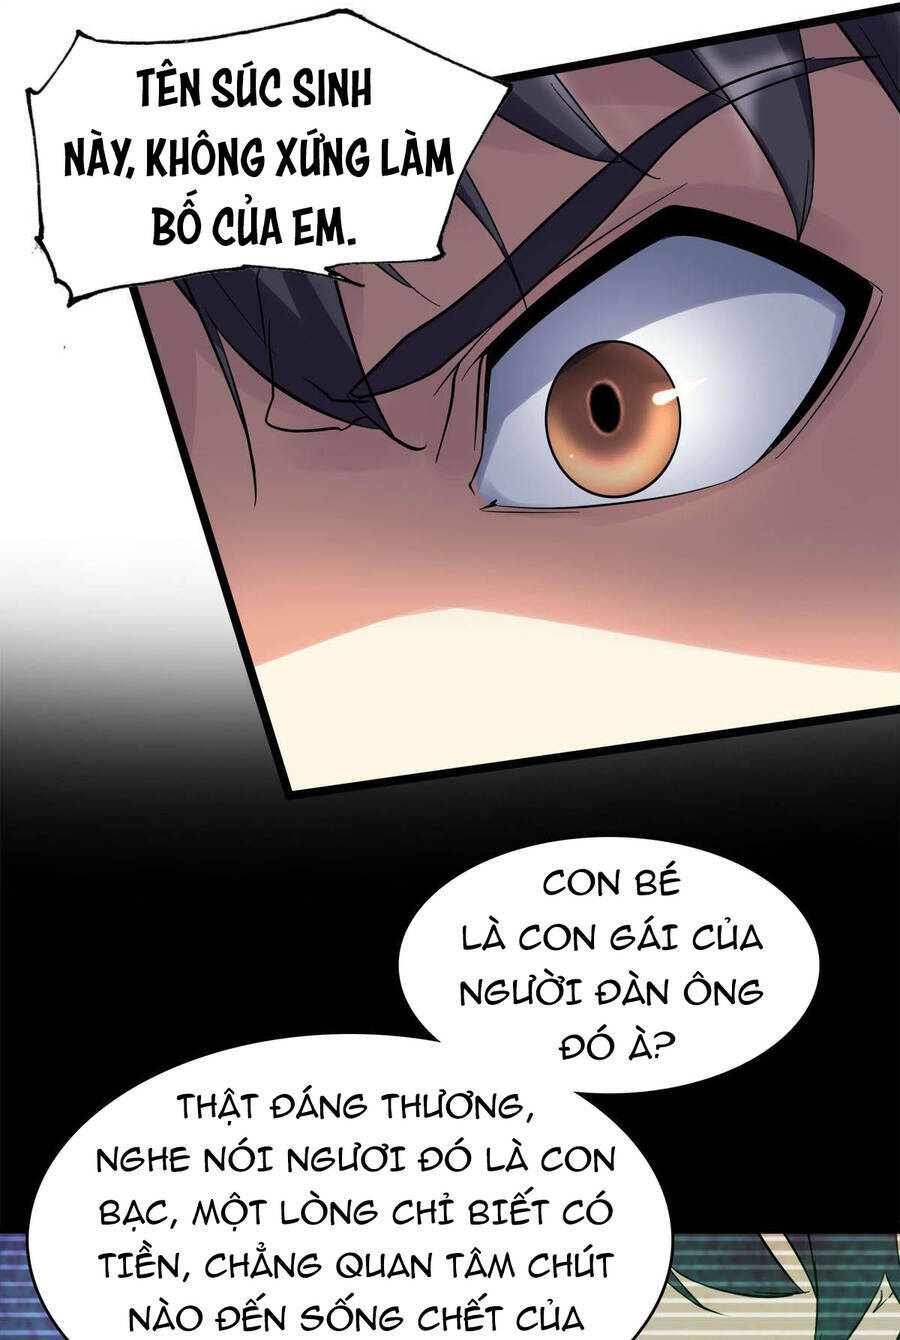 TÊN SÚC SINH
NÀY, KHÔNG XỨNG LÀM
BỐ CỦA EM.
CON BÉ
LÀ CON GÁI CỦA
NGƯỜI ĐÀN ÔNG
ĐÓ À?
THẬT ĐÁNG THƯƠNG,
NGHE NÓI NGƯƠI ĐÓ LÀ CON
BẠC, MỘT LÒNG CHỈ BIẾT CÓ
TIỀN, CHẲNG QUAN TÂM CHÚT
NÀO ĐẾN SỐNG CHẾT CỦA